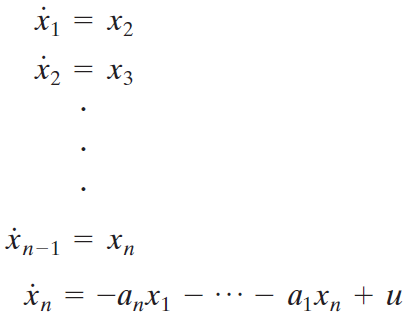 ẋ₁ = x₂
ẋ₂ = x₃
.
.
.
ẋₙ₋₁ = xₙ
ẋₙ = −aₙx₁ − ··· − a₁xₙ + u